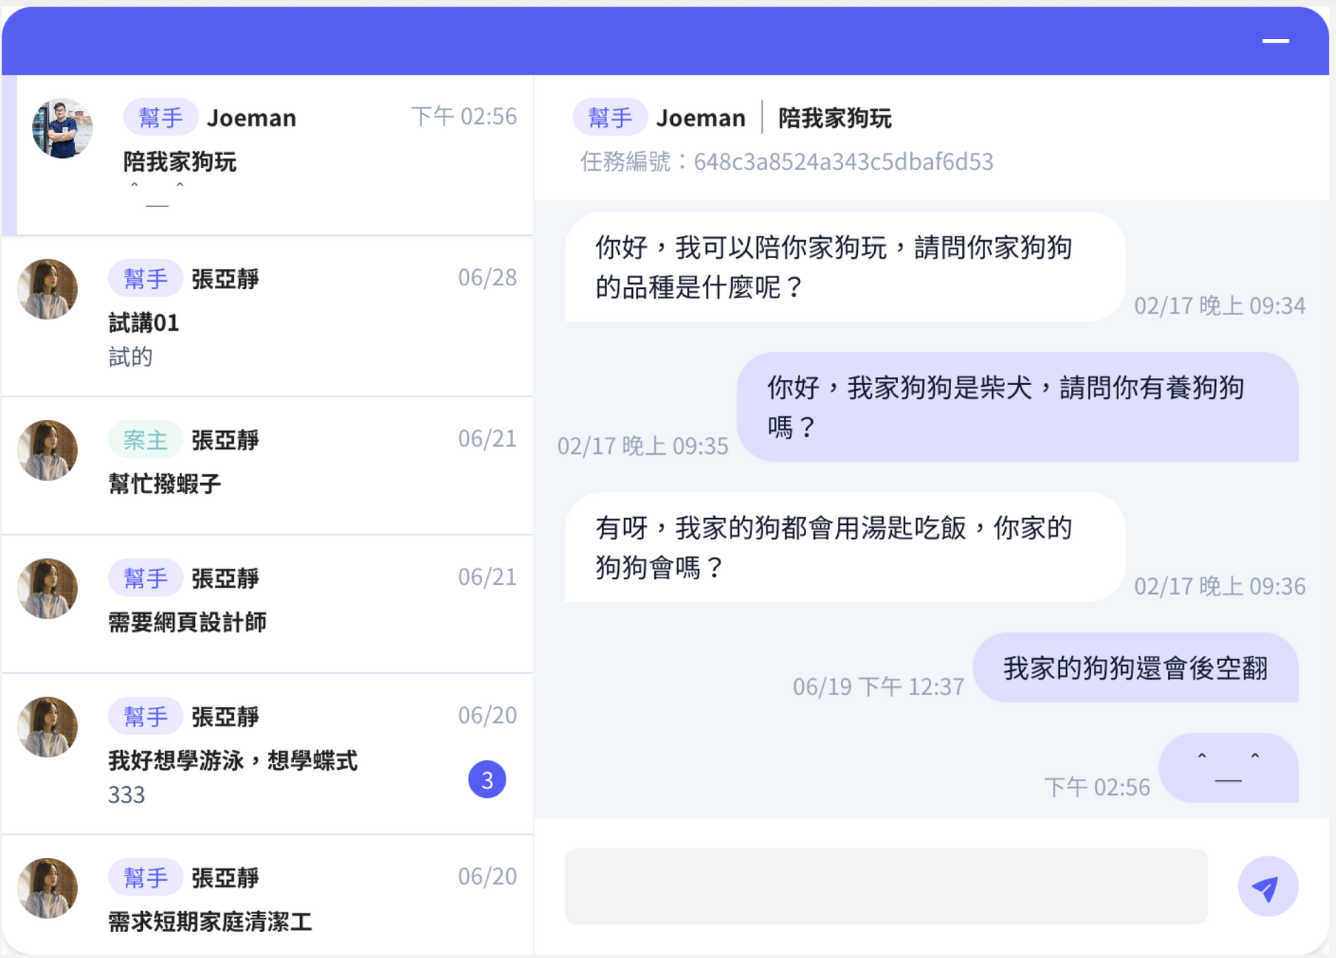 幫手 Joeman 下午 02:56
陪我家狗玩
＾＿＾
幫手 張亞靜 06/28
試講01
試的
案主 張亞靜 06/21
幫忙撥蝦子
幫手 張亞靜 06/21
需要網頁設計師
幫手 張亞靜 06/20
我好想學游泳，想學蝶式
333
3
幫手 張亞靜 06/20
需求短期家庭清潔工
幫手 Joeman 陪我家狗玩
任務編號：648c3a8524a343c5dbaf6d53
你好，我可以陪你家狗玩，請問你家狗狗
的品種是什麼呢？
02/17 晚上 09:34
你好，我家狗狗是柴犬，請問你有養狗狗
嗎？
02/17 晚上 09:35
有呀，我家的狗都會用湯匙吃飯，你家的
狗狗會嗎？
02/17 晚上 09:36
我家的狗狗還會後空翻
06/19 下午 12:37
＾＿＾
下午 02:56